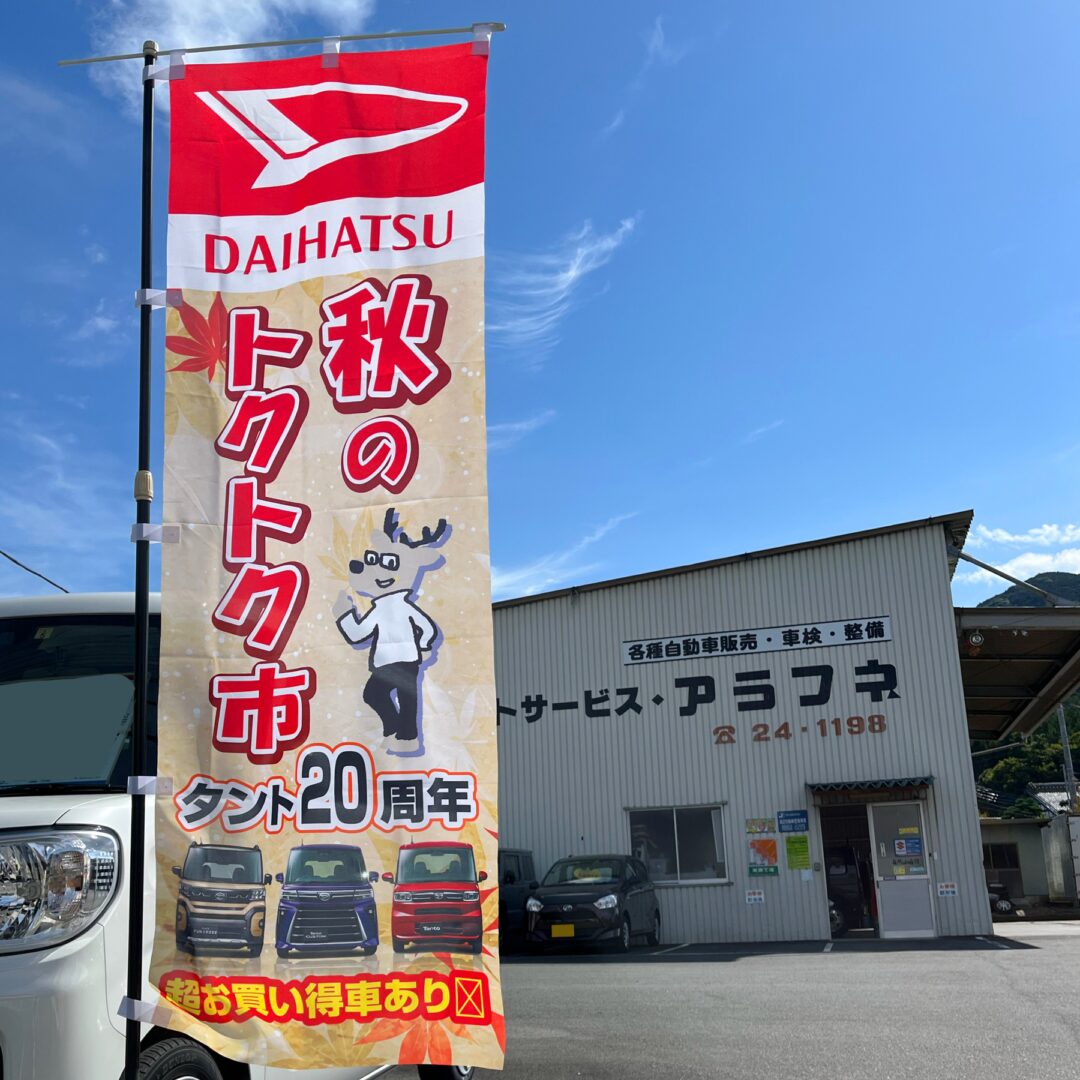 DAIHATSU
秋の
トクトク市
タント20周年
Tanto
超お買い得車あり
各種自動車販売・車検・整備
トサービス・アラフネ
☎24・1198